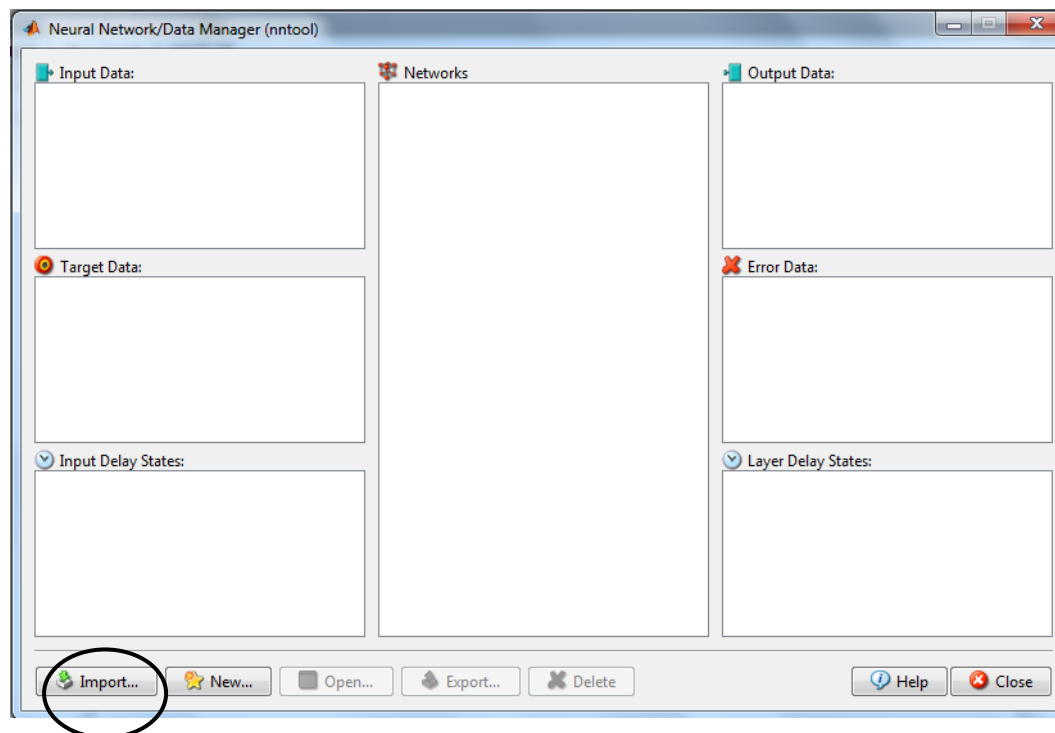 Neural Network/Data Manager (nntool)
Input Data:
Networks
Output Data:
Target Data:
Error Data:
Input Delay States:
Layer Delay States:
Import...
New...
Open...
Export...
Delete
Help
Close